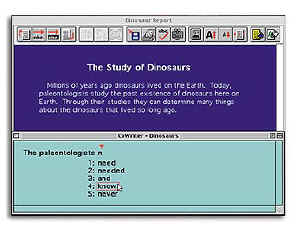 Dinosaur Report
The Study of Dinosaurs
Millions of years ago dinosaurs lived on the Earth. Today,
paleontologists study the past existence of dinosaurs here on
Earth. Through their studies they can determine many things
about the dinosaurs that lived so long ago.
Co:Writer • Dinosaurs
The paleontologists n
1: need
2: needed
3: and
4: know
5: never